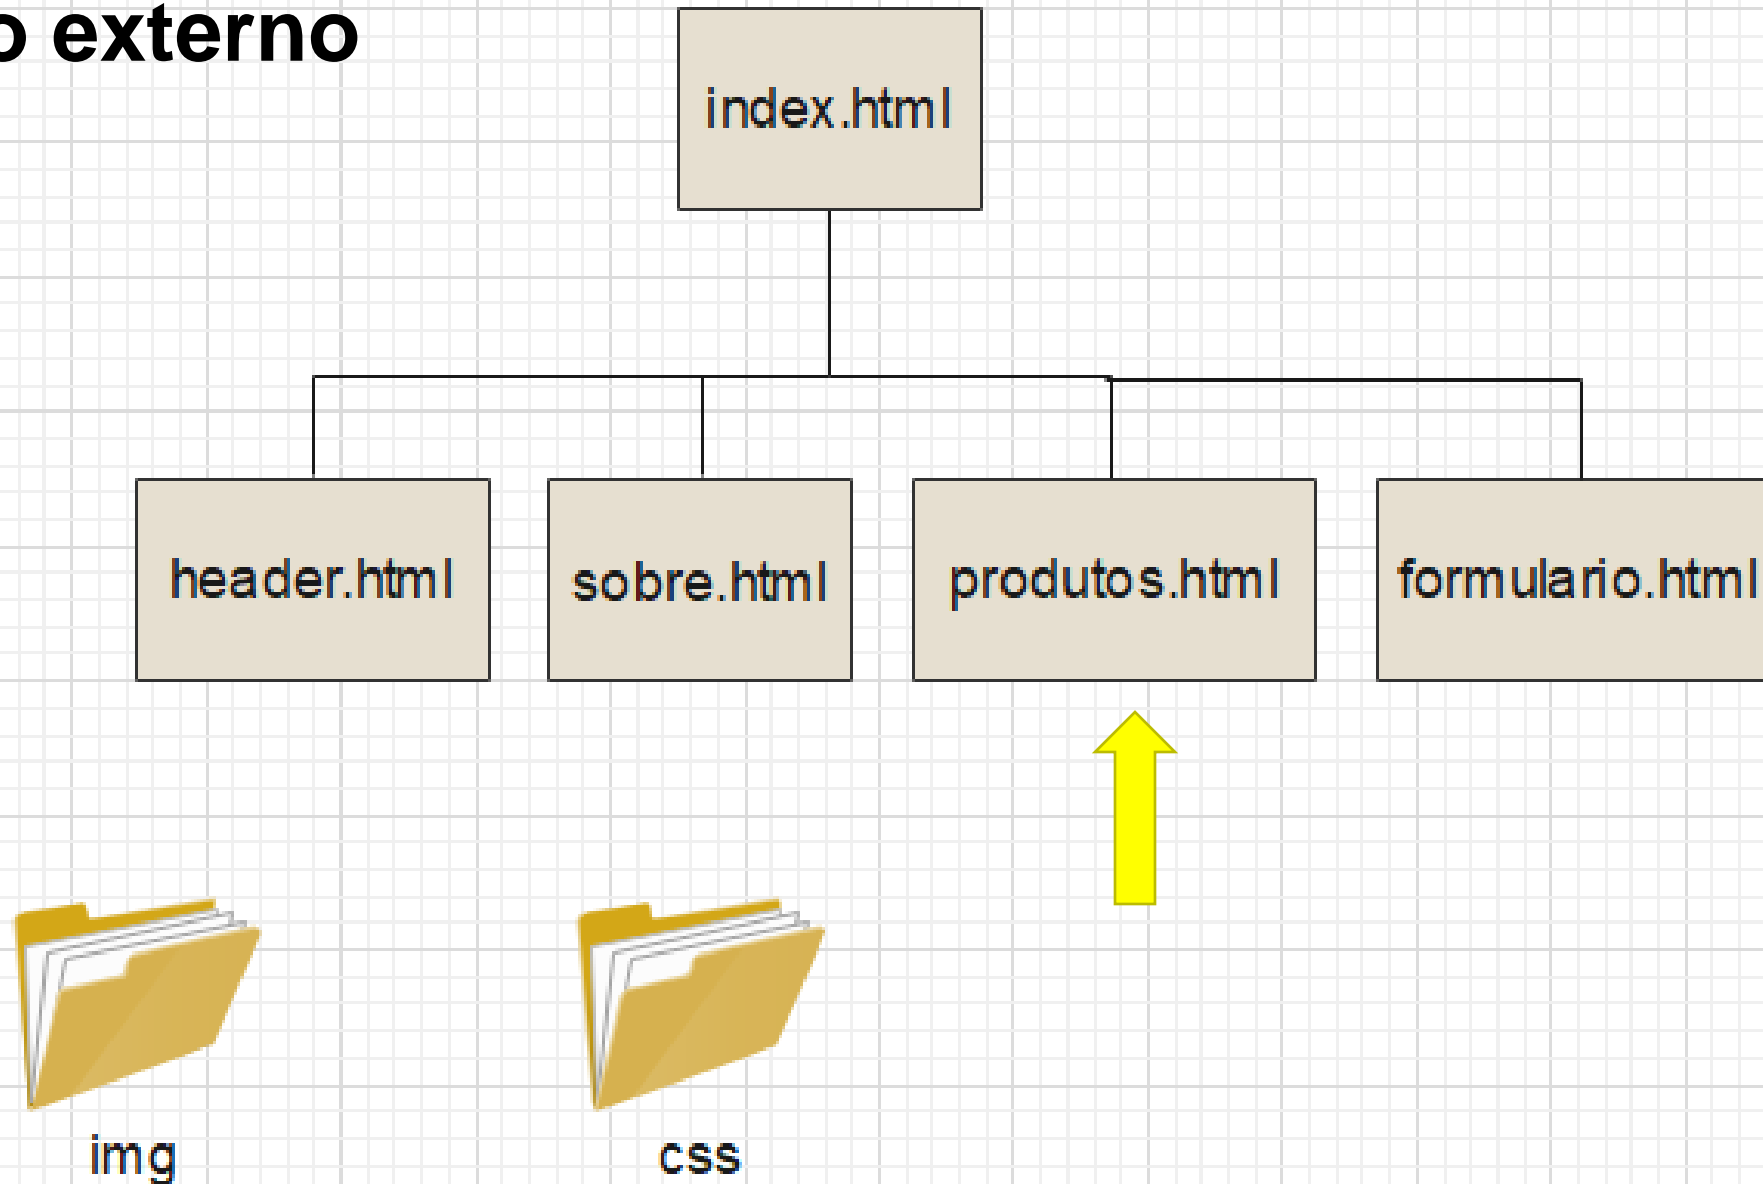 o externo
index.html
header.html
sobre.html
produtos.html
formulario.html
img
css